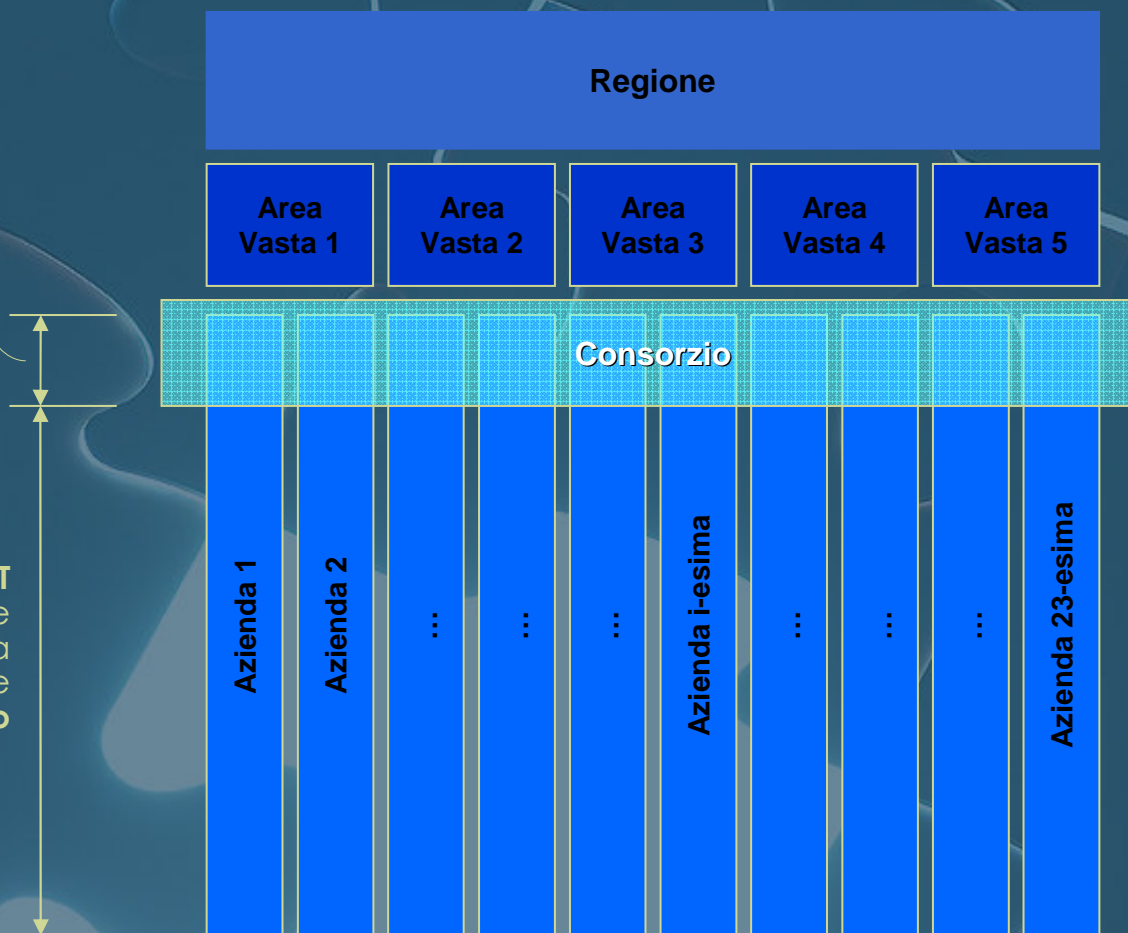 Regione
Area
Vasta 1
Area
Vasta 2
Area
Vasta 3
Area
Vasta 4
Area
Vasta 5
Consorzio
Azienda 1
Azienda 2
...
...
...
Azienda i-esima
...
...
...
Azienda 23-esima